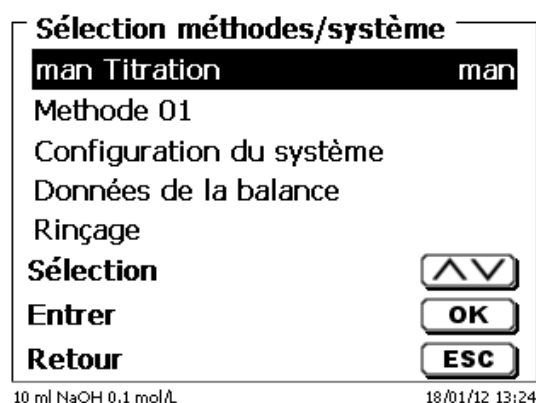 Sélection méthodes/système
man Titration man
Methode 01
Configuration du système
Données de la balance
Rinçage
Sélection
Entrer OK
Retour ESC
10 ml NaOH 0.1 mol/L 18/01/12 13:24